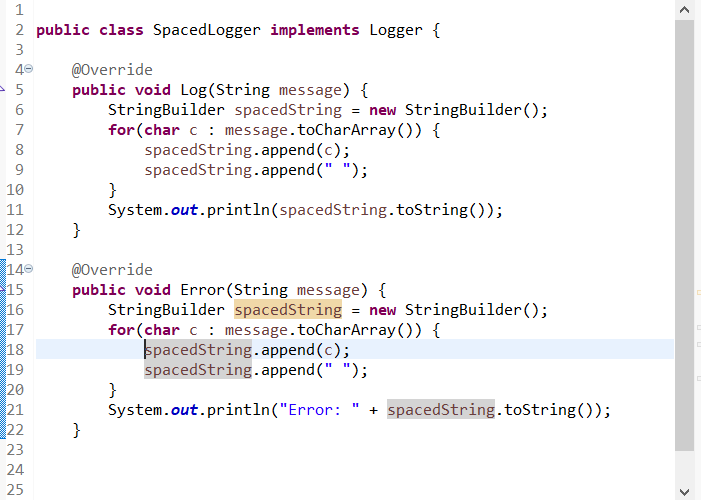 1
2 public class SpacedLogger implements Logger {
3
4 @Override
5 public void Log(String message) {
6 StringBuilder spacedString = new StringBuilder();
7 for(char c : message.toCharArray()) {
8 spacedString.append(c);
9 spacedString.append(" ");
10 }
11 System.out.println(spacedString.toString());
12 }
13
14 @Override
15 public void Error(String message) {
16 StringBuilder spacedString = new StringBuilder();
17 for(char c : message.toCharArray()) {
18 spacedString.append(c);
19 spacedString.append(" ");
20 }
21 System.out.println("Error: " + spacedString.toString());
22 }
23
24
25